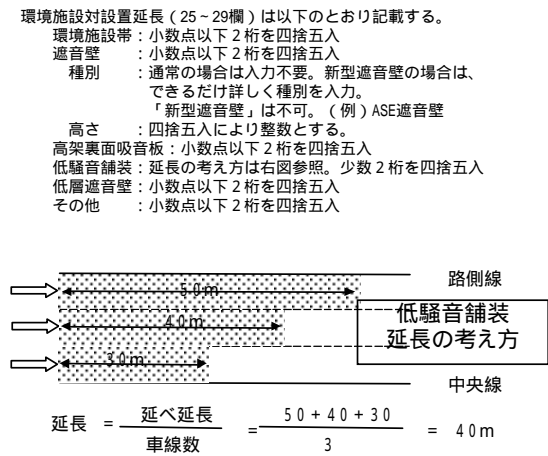 環境施設対設置延長(25~29欄)は以下のとおり記載する。
環境施設帯:小数点以下2桁を四捨五入
遮音壁 :小数点以下2桁を四捨五入
種別 :通常の場合は入力不要。新型遮音壁の場合は、
できるだけ詳しく種別を入力。
「新型遮音壁」は不可。(例)ASE遮音壁
高さ :四捨五入により整数とする。
高架裏面吸音板:小数点以下2桁を四捨五入
低騒音舗装:延長の考え方は右図参照。少数2桁を四捨五入
低層遮音壁:小数点以下2桁を四捨五入
その他 :小数点以下2桁を四捨五入
路側線
50m
40m
低騒音舗装
延長の考え方
30m
中央線
延長 = 延べ延長 / 車線数 = 50+40+30 / 3 = 40m